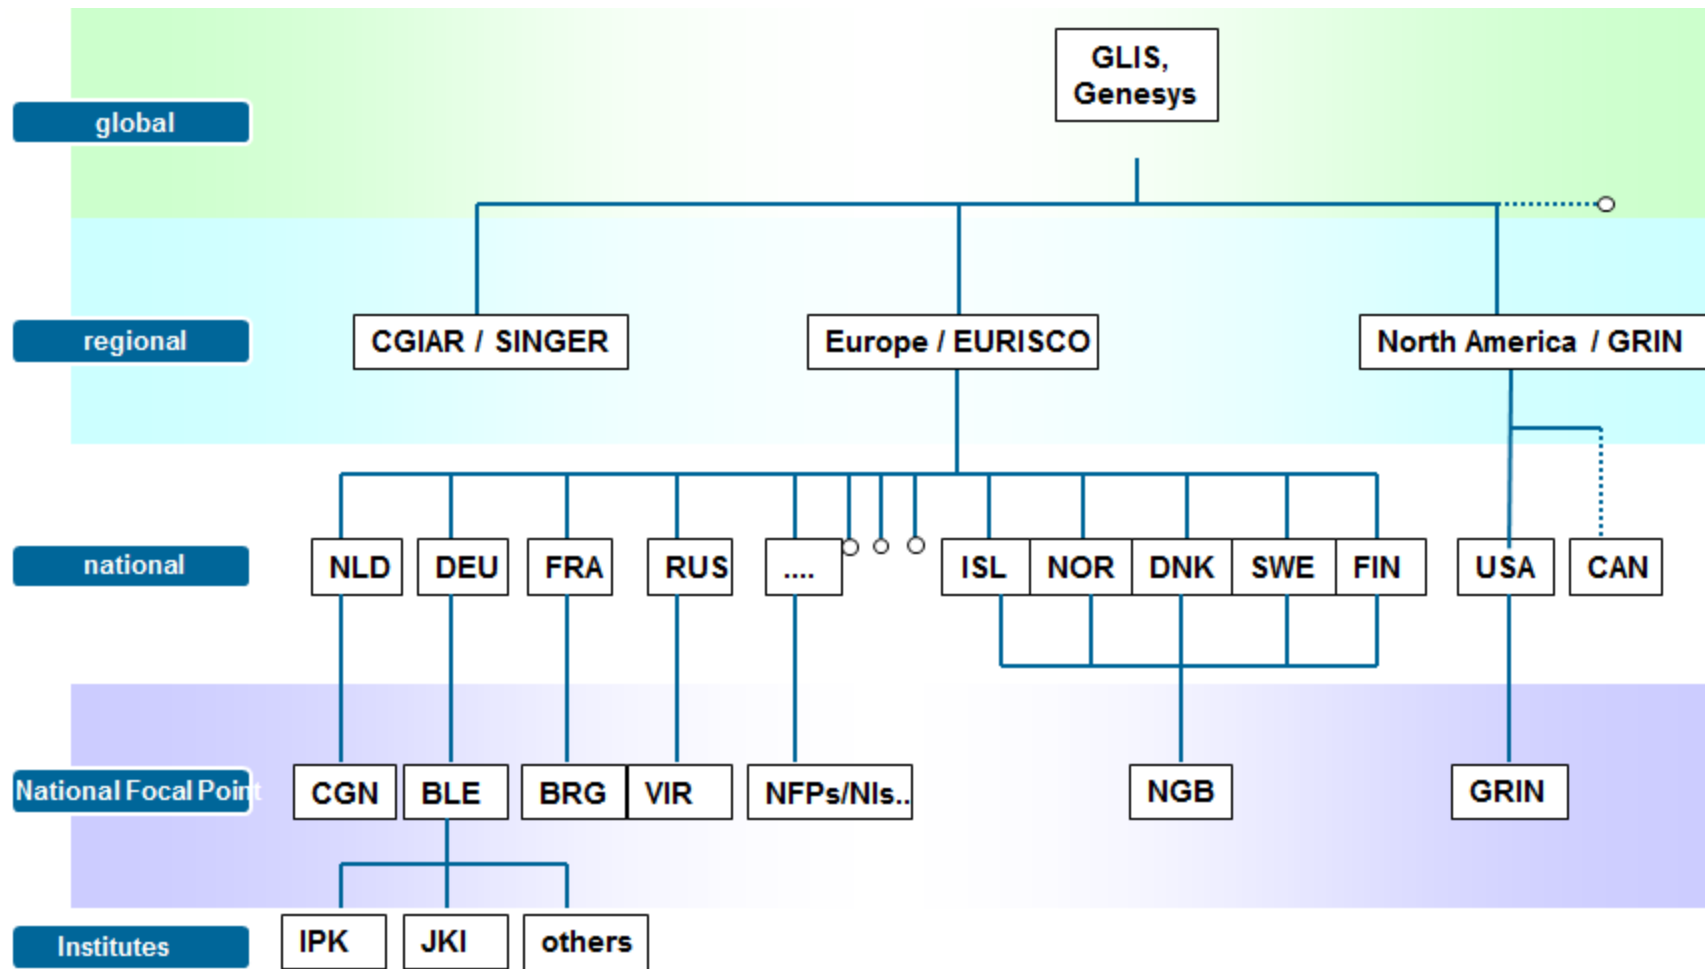 GLIS,
Genesys
global
regional
CGIAR / SINGER
Europe / EURISCO
North America / GRIN
national
NLD
DEU
FRA
RUS
....
ISL
NOR
DNK
SWE
FIN
USA
CAN
National Focal Point
CGN
BLE
BRG
VIR
NFPs/NIs..
NGB
GRIN
Institutes
IPK
JKI
others